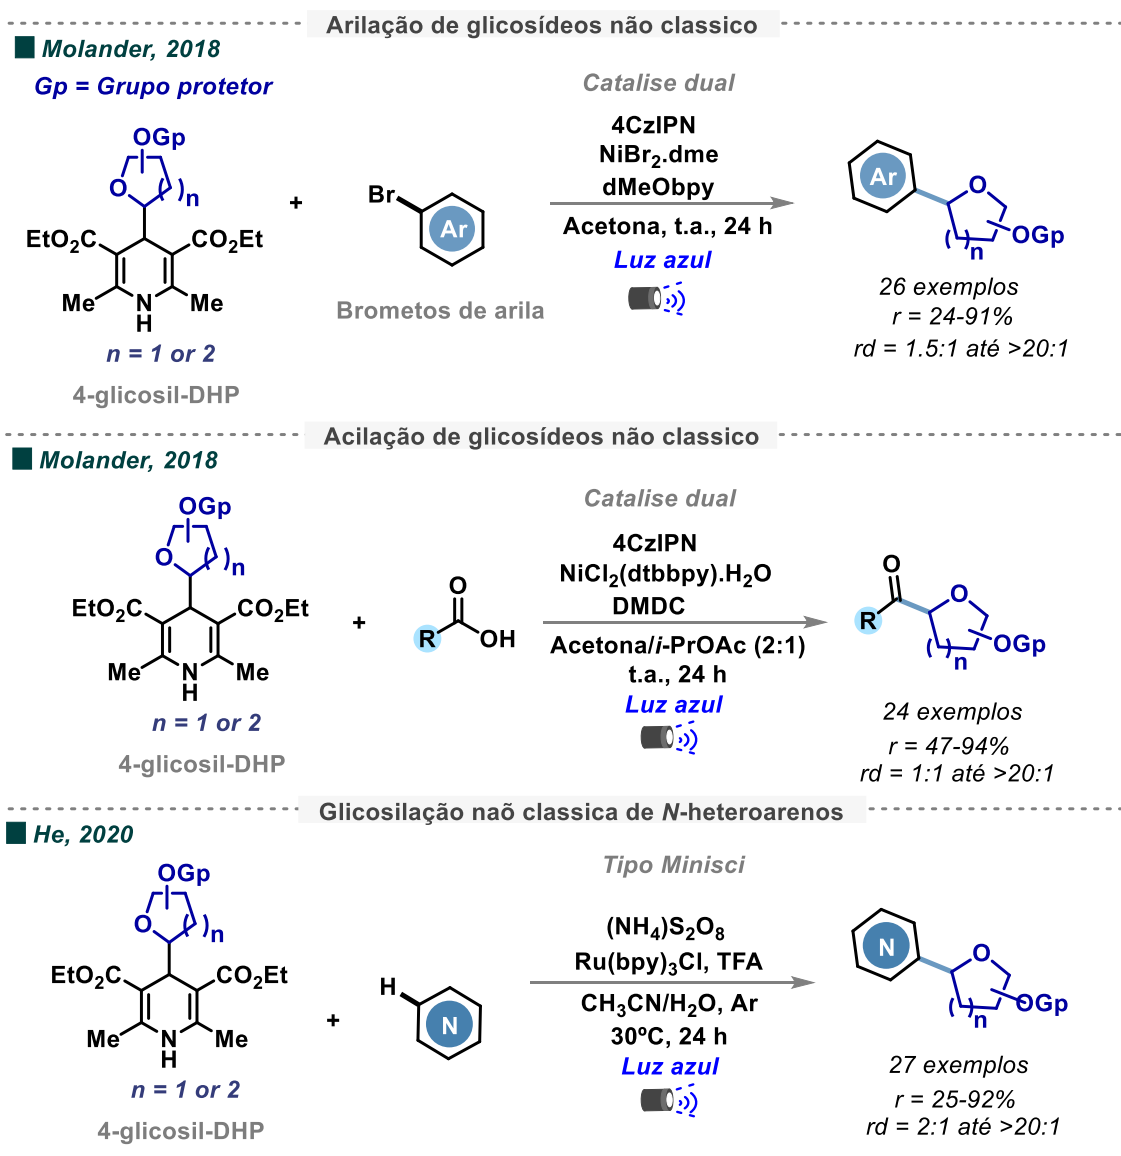 Arilação de glicosídeos não classico
Molander, 2018
Gp = Grupo protetor
OGp
O
( )n
EtO₂C
CO₂Et
Me
N
H
Me
n = 1 or 2
4-glicosil-DHP
+
Br
Ar
Brometos de arila
Catalise dual
4CzIPN
NiBr₂.dme
dMeObpy
Acetona, t.a., 24 h
Luz azul
Ar
O
OGp
( )n
26 exemplos
r = 24-91%
rd = 1.5:1 até >20:1
Acilação de glicosídeos não classico
Molander, 2018
OGp
O
( )n
EtO₂C
CO₂Et
Me
N
H
Me
n = 1 or 2
4-glicosil-DHP
+
O
R
OH
Catalise dual
4CzIPN
NiCl₂(dtbbpy).H₂O
DMDC
Acetona/i-PrOAc (2:1)
t.a., 24 h
Luz azul
O
R
O
OGp
( )n
24 exemplos
r = 47-94%
rd = 1:1 até >20:1
Glicosilação naõ classica de N-heteroarenos
He, 2020
OGp
O
( )n
EtO₂C
CO₂Et
Me
N
H
Me
n = 1 or 2
4-glicosil-DHP
+
H
N
Tipo Minisci
(NH₄)S₂O₈
Ru(bpy)₃Cl, TFA
CH₃CN/H₂O, Ar
30ºC, 24 h
Luz azul
N
O
OGp
( )n
27 exemplos
r = 25-92%
rd = 2:1 até >20:1